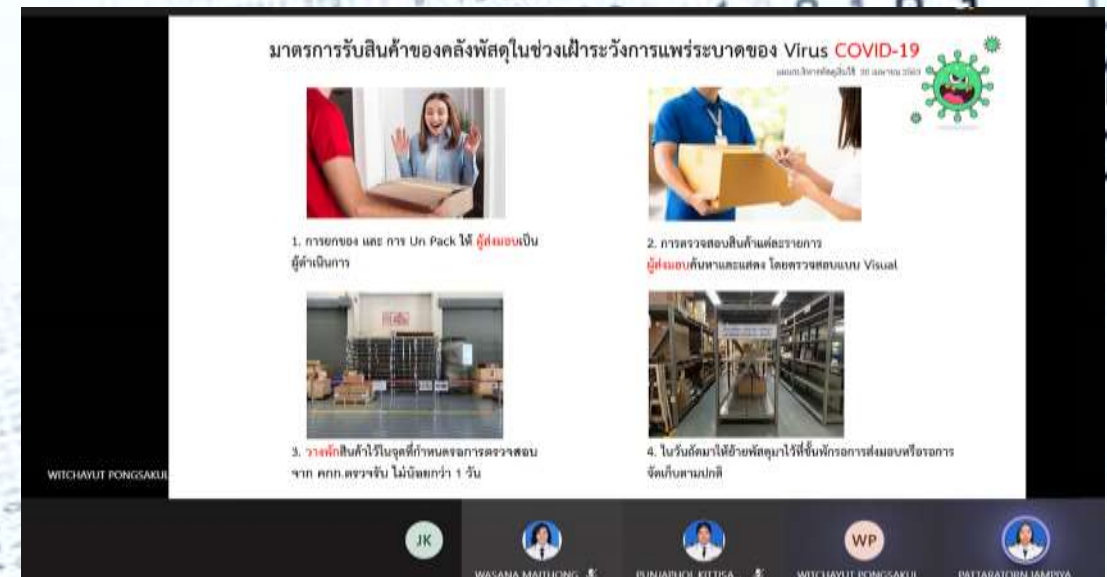 มาตรการรับสินค้าของคลังพัสดุในช่วงเฝ้าระวังการแพร่ระบาดของ Virus COVID-19
1. การยกของ และ การ Un Pack ให้ ผู้ส่งมอบเป็น
ผู้ดำเนินการ
2. การตรวจสอบสินค้าแต่ละรายการ
ผู้ส่งมอบค้นหาและแสดง โดยตรวจสอบแบบ Visual
3. วางพักสินค้าไว้ในจุดที่กำหนดรอการตรวจสอบ
จาก คกก.ตรวจรับ ไม่น้อยกว่า 1 วัน
4. ในวันถัดมาให้ย้ายพัสดุมาไว้ที่ชั้นพักรอการส่งมอบหรือรอการ
จัดเก็บตามปกติ
WITCHAYUT PONGSAKUL
JK
WP
WASANA MAITHONG
PUNJAPHOL KITTISA
WITCHAYUT PONGSAKUL
PATTARATORN JAMPIYA